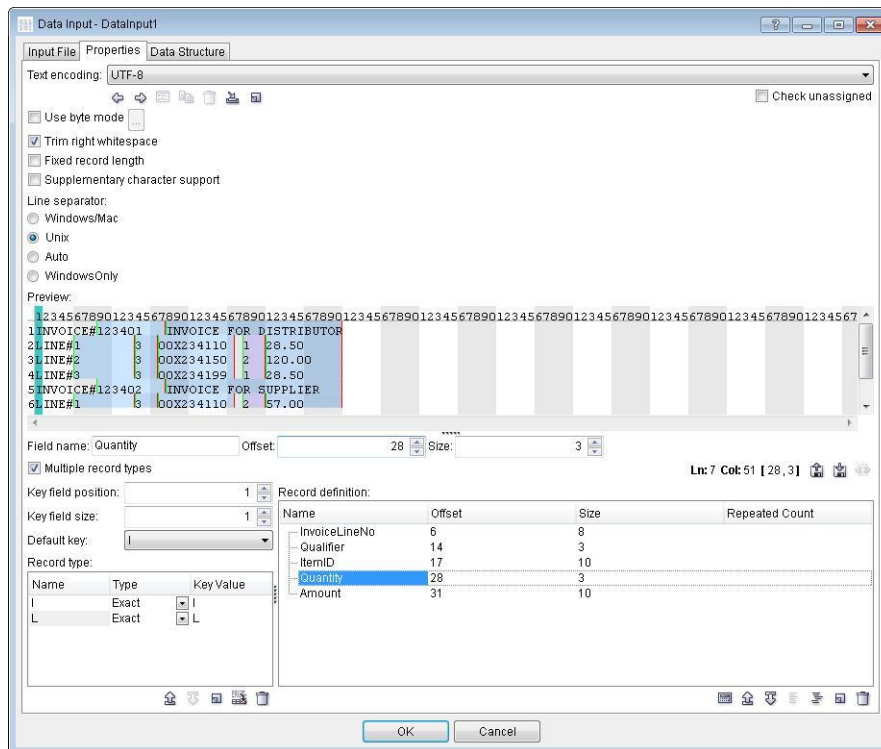 Data Input - DataInput1
Input File Properties Data Structure
Text encoding: UTF-8
Check unassigned
Use byte mode ...
Trim right whitespace
Fixed record length
Supplementary character support
Line separator:
Windows/Mac
Unix
Auto
WindowsOnly
Preview:
123456789012345678901234567890123456789012345678901234567890123456789012345678901234567890123456789012345678901234567
1INVOICE#123401 INVOICE FOR DISTRIBUTOR
2LINE#1 3 00X234110 1 28.50
3LINE#2 3 00X234150 2 120.00
4LINE#3 3 00X234199 1 28.50
5INVOICE#123402 INVOICE FOR SUPPLIER
6LINE#1 3 00X234110 2 57.00
Field name: Quantity Offset: 28 Size: 3
Multiple record types Ln: 7 Col: 51 [28,3]
Key field position: 1 Record definition:
Key field size: 1 Name Offset Size Repeated Count
Default key: I InvoiceLineNo 6 8
Qualifier 14 3
Record type: ItemID 17 10
Name Type Key Value Quantity 28 3
I Exact I Amount 31 10
L Exact L
OK Cancel